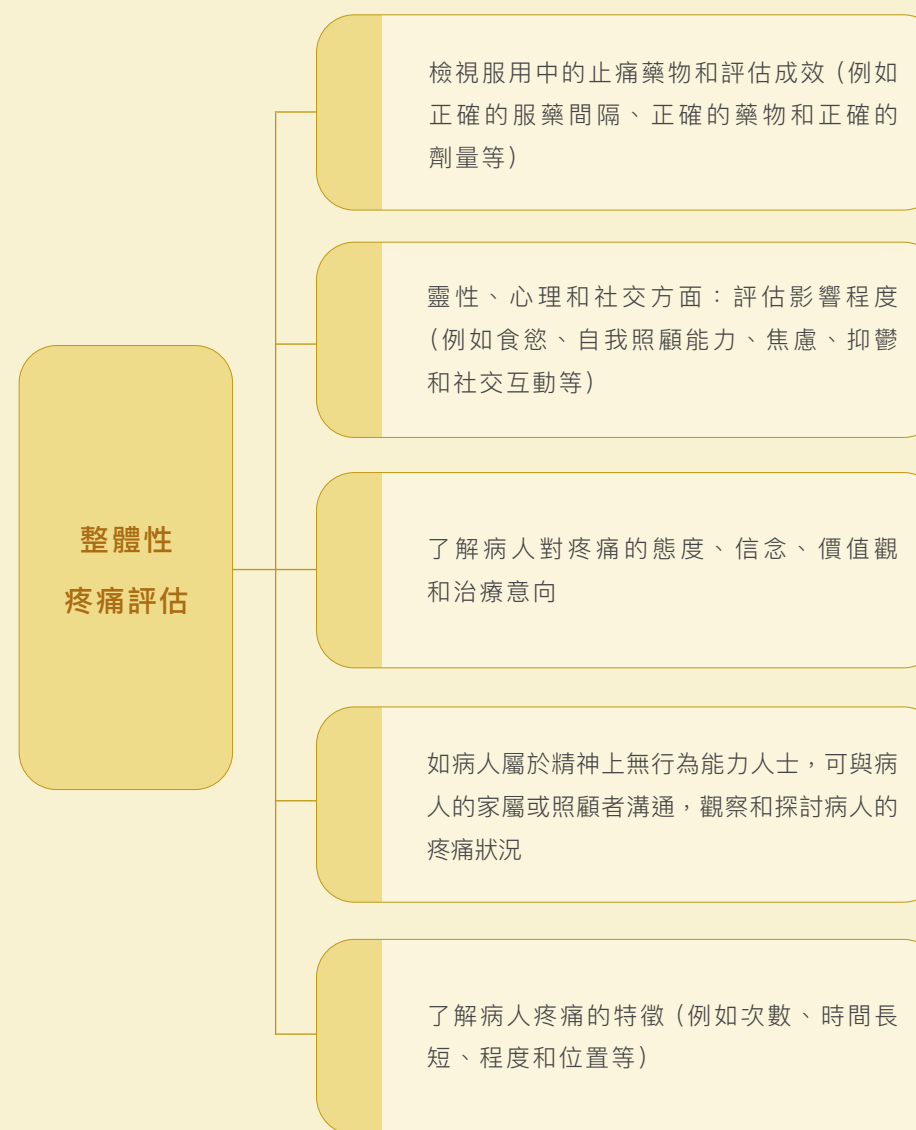 檢視服用中的止痛藥物和評估成效（例如
正確的服藥間隔、正確的藥物和正確的
劑量等）
靈性、心理和社交方面：評估影響程度
（例如食慾、自我照顧能力、焦慮、抑鬱
和社交互動等）
整體性
疼痛評估
了解病人對疼痛的態度、信念、價值觀
和治療意向
如病人屬於精神上無行為能力人士，可與病
人的家屬或照顧者溝通，觀察和探討病人的
疼痛狀況
了解病人疼痛的特徵（例如次數、時間長
短、程度和位置等）